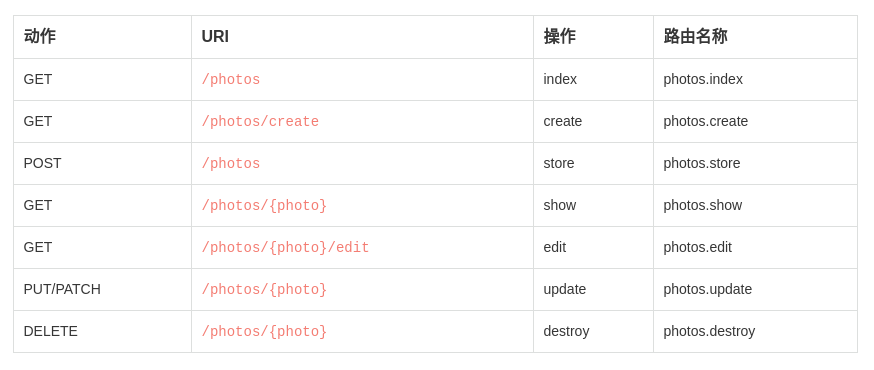 动作 URI 操作 路由名称
GET /photos index photos.index
GET /photos/create create photos.create
POST /photos store photos.store
GET /photos/{photo} show photos.show
GET /photos/{photo}/edit edit photos.edit
PUT/PATCH /photos/{photo} update photos.update
DELETE /photos/{photo} destroy photos.destroy